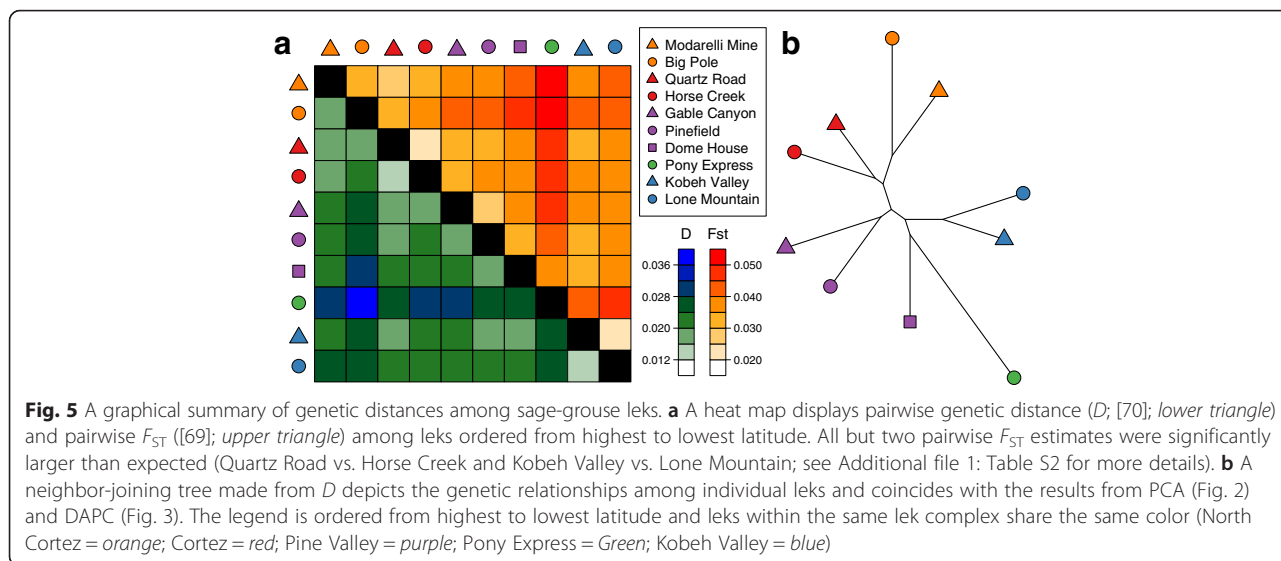 a
b
Modarelli Mine
Big Pole
Quartz Road
Horse Creek
Gable Canyon
Pinefield
Dome House
Pony Express
Kobeh Valley
Lone Mountain
D Fst
0.036 0.050
0.028 0.040
0.020 0.030
0.012 0.020
Fig. 5 A graphical summary of genetic distances among sage-grouse leks. a A heat map displays pairwise genetic distance (D; [70]; lower triangle)
and pairwise FST ([69]; upper triangle) among leks ordered from highest to lowest latitude. All but two pairwise FST estimates were significantly
larger than expected (Quartz Road vs. Horse Creek and Kobeh Valley vs. Lone Mountain; see Additional file 1: Table S2 for more details). b A
neighbor-joining tree made from D depicts the genetic relationships among individual leks and coincides with the results from PCA (Fig. 2)
and DAPC (Fig. 3). The legend is ordered from highest to lowest latitude and leks within the same lek complex share the same color (North
Cortez = orange; Cortez = red; Pine Valley = purple; Pony Express = Green; Kobeh Valley = blue)